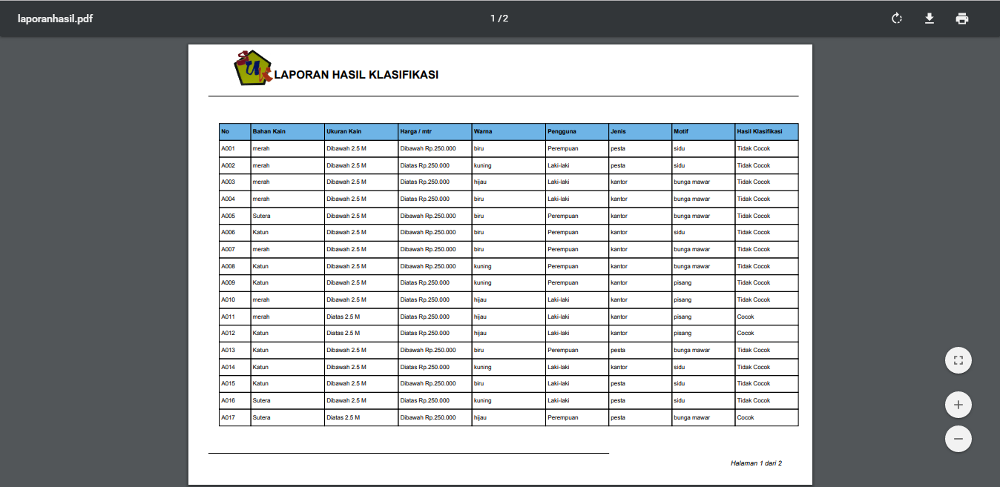 laporanhasil.pdf 1 / 2
SUK LAPORAN HASIL KLASIFIKASI
No Bahan Kain Ukuran Kain Harga / mtr Warna Pengguna Jenis Motif Hasil Klasifikasi
A001 merah Dibawah 2.5 M Dibawah Rp.250.000 biru Perempuan pesta sidu Tidak Cocok
A002 merah Dibawah 2.5 M Diatas Rp.250.000 kuning Laki-laki pesta sidu Tidak Cocok
A003 merah Dibawah 2.5 M Diatas Rp.250.000 hijau Laki-laki kantor bunga mawar Tidak Cocok
A004 merah Dibawah 2.5 M Diatas Rp.250.000 biru Laki-laki kantor bunga mawar Tidak Cocok
A005 Sutera Dibawah 2.5 M Dibawah Rp.250.000 biru Perempuan kantor bunga mawar Tidak Cocok
A006 Katun Dibawah 2.5 M Dibawah Rp.250.000 biru Perempuan kantor sidu Tidak Cocok
A007 merah Dibawah 2.5 M Dibawah Rp.250.000 biru Perempuan kantor bunga mawar Tidak Cocok
A008 Katun Dibawah 2.5 M Dibawah Rp.250.000 kuning Perempuan kantor bunga mawar Tidak Cocok
A009 Katun Dibawah 2.5 M Diatas Rp.250.000 kuning Perempuan kantor pisang Tidak Cocok
A010 merah Dibawah 2.5 M Diatas Rp.250.000 hijau Laki-laki kantor pisang Tidak Cocok
A011 merah Diatas 2.5 M Diatas Rp.250.000 hijau Laki-laki kantor pisang Cocok
A012 Katun Diatas 2.5 M Diatas Rp.250.000 hijau Laki-laki kantor pisang Cocok
A013 Katun Dibawah 2.5 M Dibawah Rp.250.000 biru Perempuan pesta bunga mawar Tidak Cocok
A014 Katun Dibawah 2.5 M Diatas Rp.250.000 kuning Laki-laki kantor sidu Tidak Cocok
A015 Katun Dibawah 2.5 M Dibawah Rp.250.000 biru Laki-laki pesta sidu Tidak Cocok
A016 Sutera Dibawah 2.5 M Diatas Rp.250.000 kuning Laki-laki pesta sidu Tidak Cocok
A017 Sutera Diatas 2.5 M Dibawah Rp.250.000 hijau Perempuan pesta bunga mawar Cocok
Halaman 1 dari 2